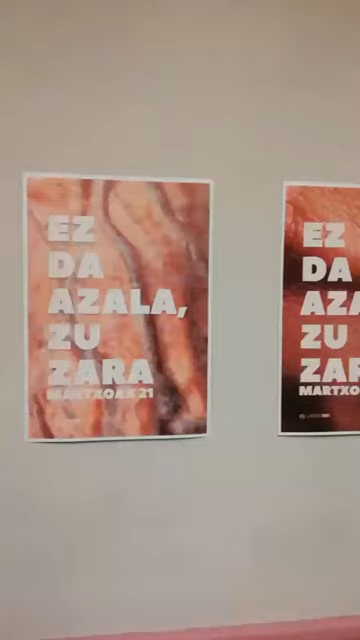 EZ
DA
AZALA,
ZU
ZARA
MARTXOAK 21
EZ
DA
AZA
ZU
ZAR
MARTXO